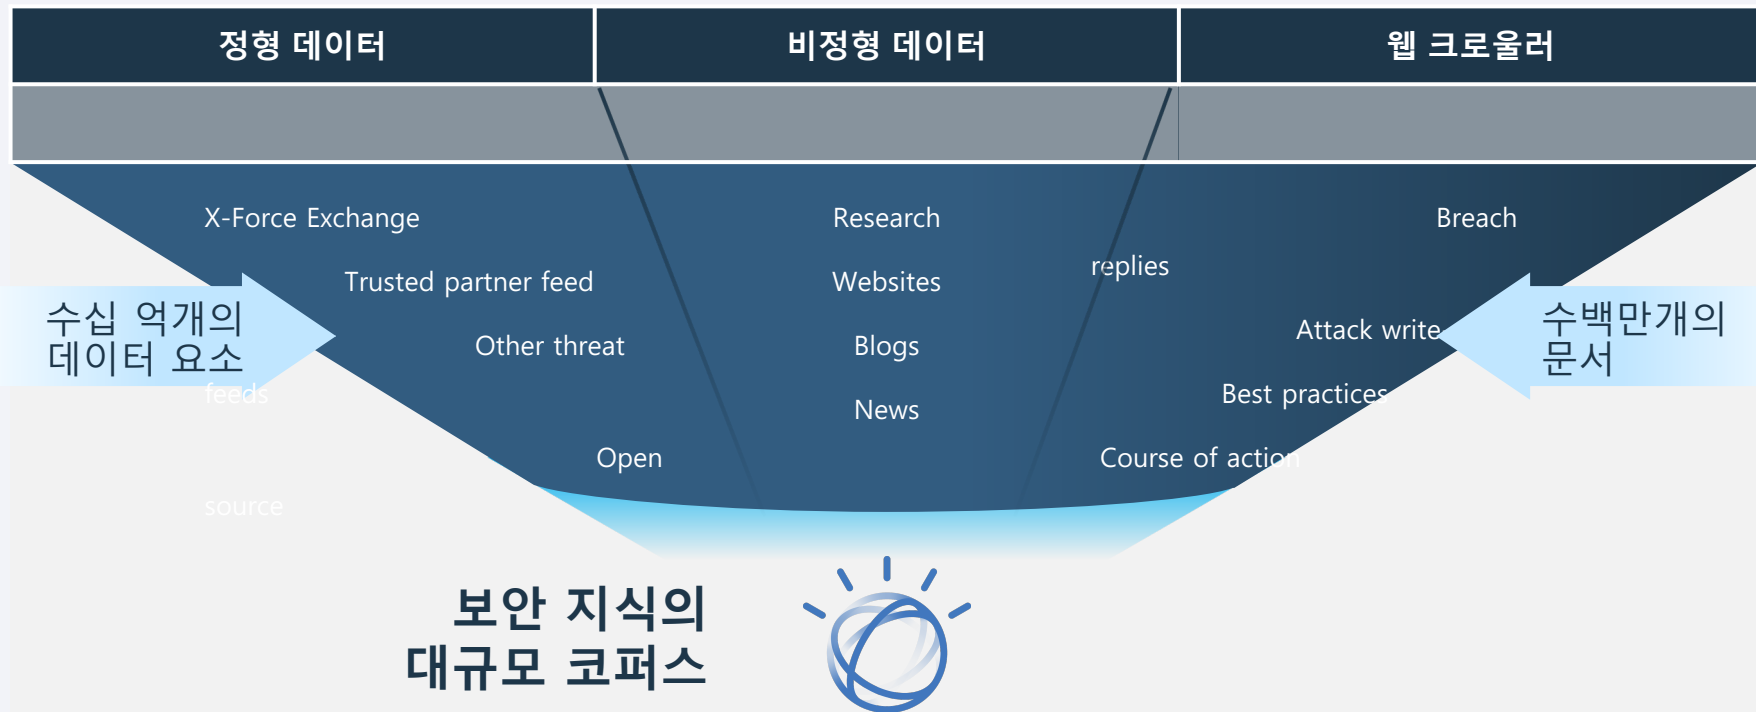 정형 데이터
비정형 데이터
웹 크로울러
X-Force Exchange
Trusted partner feed
Other threat
feeds
Open
source
Research
Websites
Blogs
News
Breach
replies
Attack write
Best practices
Course of action
수십 억개의
데이터 요소
수백만개의
문서
보안 지식의
대규모 코퍼스